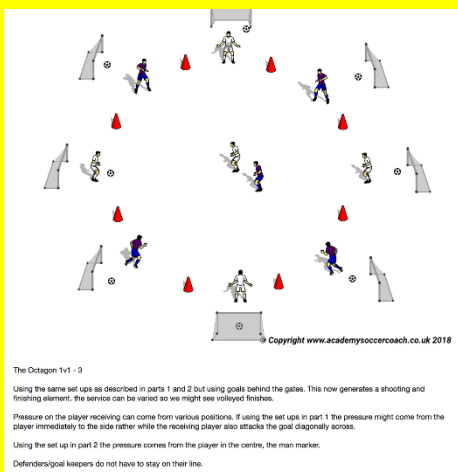 © Copyright www.academysoccercoach.co.uk 2018
The Octagon 1v1 - 3
Using the same set ups as described in parts 1 and 2 but using goals behind the gates. This now generates a shooting and
finishing element. the service can be varied so we might see volleyed finishes.
Pressure on the player receiving can come from various positions. If using the set ups in part 1 the pressure might come from the
player immediately to the side rather while the receiving player also attacks the goal diagonally across.
Using the set up in part 2 the pressure comes from the player in the centre, the man marker.
Defenders/goal keepers do not have to stay on their line.